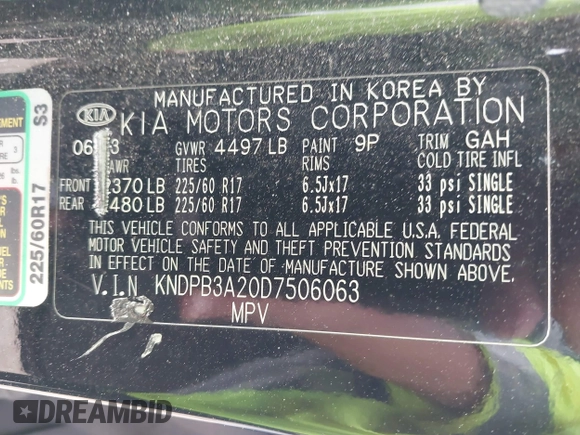 MANUFACTURED IN KOREA BY
KIA KIA MOTORS CORPORATION
GVWR 4497 LB PAINT 9P TRIM GAH
TIRES RIMS COLD TIRE INFL
FRONT 370 LB 225/60 R17 6.5Jx17 33 psi SINGLE
REAR 480 LB 225/60 R17 6.5Jx17 33 psi SINGLE
THIS VEHICLE CONFORMS TO ALL APPLICABLE U.S.A. FEDERAL
MOTOR VEHICLE SAFETY AND THEFT PREVENTION STANDARDS
IN EFFECT ON THE DATE OF MANUFACTURE SHOWN ABOVE.
V.I.N KNDPB3A20D7506063
MPV
S3
225/60R17
DREAMBID